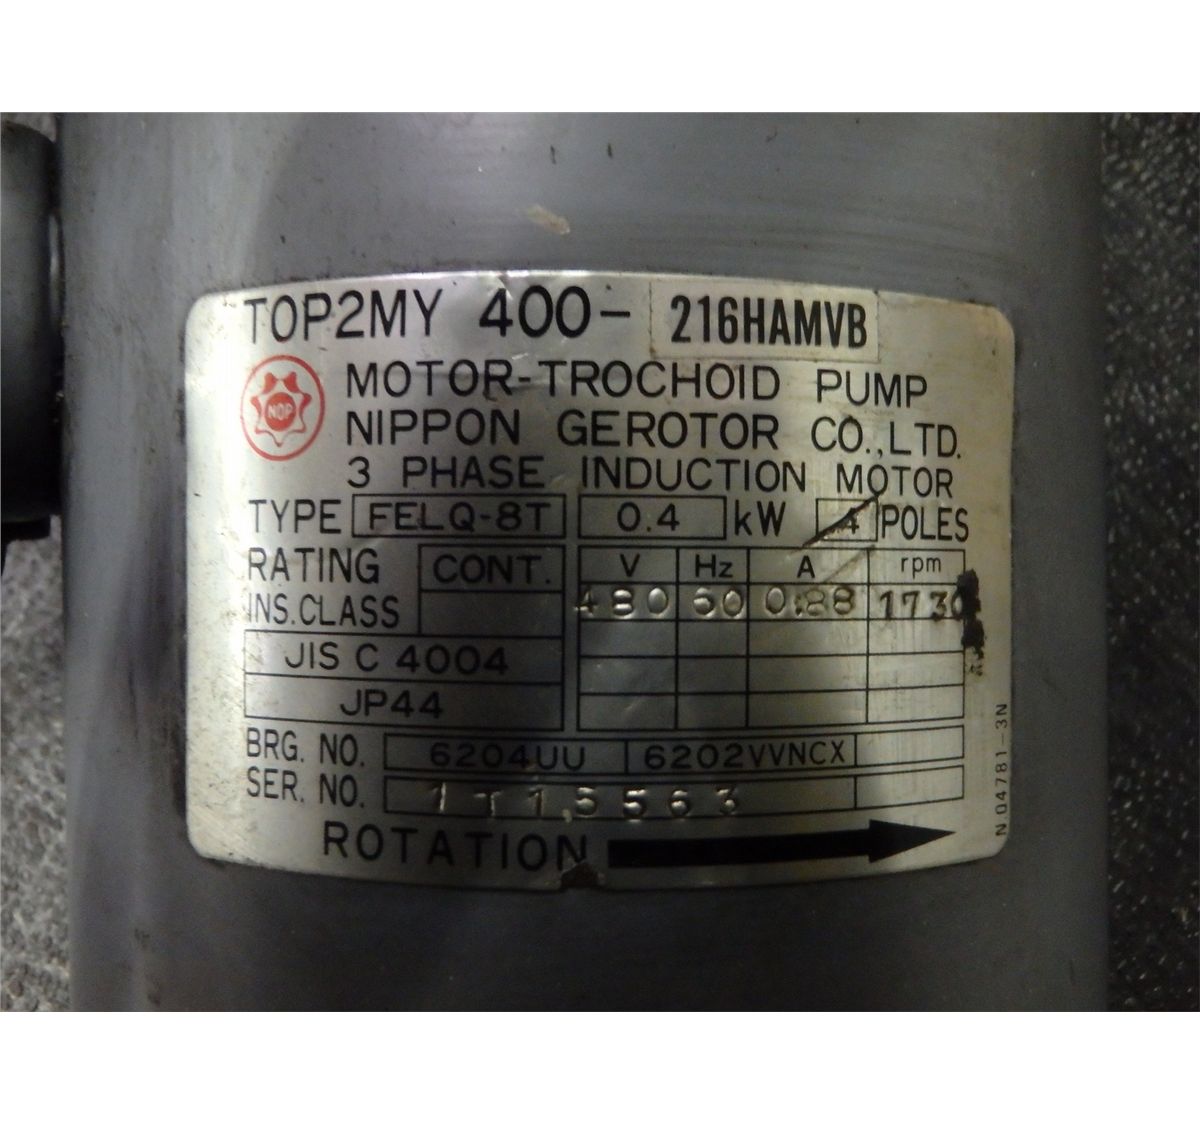 TOP2MY 400- 216HAMVB
NOP
MOTOR-TROCHOID PUMP
NIPPON GEROTOR CO.,LTD.
3 PHASE INDUCTION MOTOR
TYPE FELQ-8T 0.4 kW 4 POLES
RATING CONT. V Hz A rpm
INS.CLASS 480 60 0.88 1730
JIS C 4004
JP44
BRG. NO. 6204UU 6202VVNCX
SER. NO. 1T15563
ROTATION
N 04781-3N